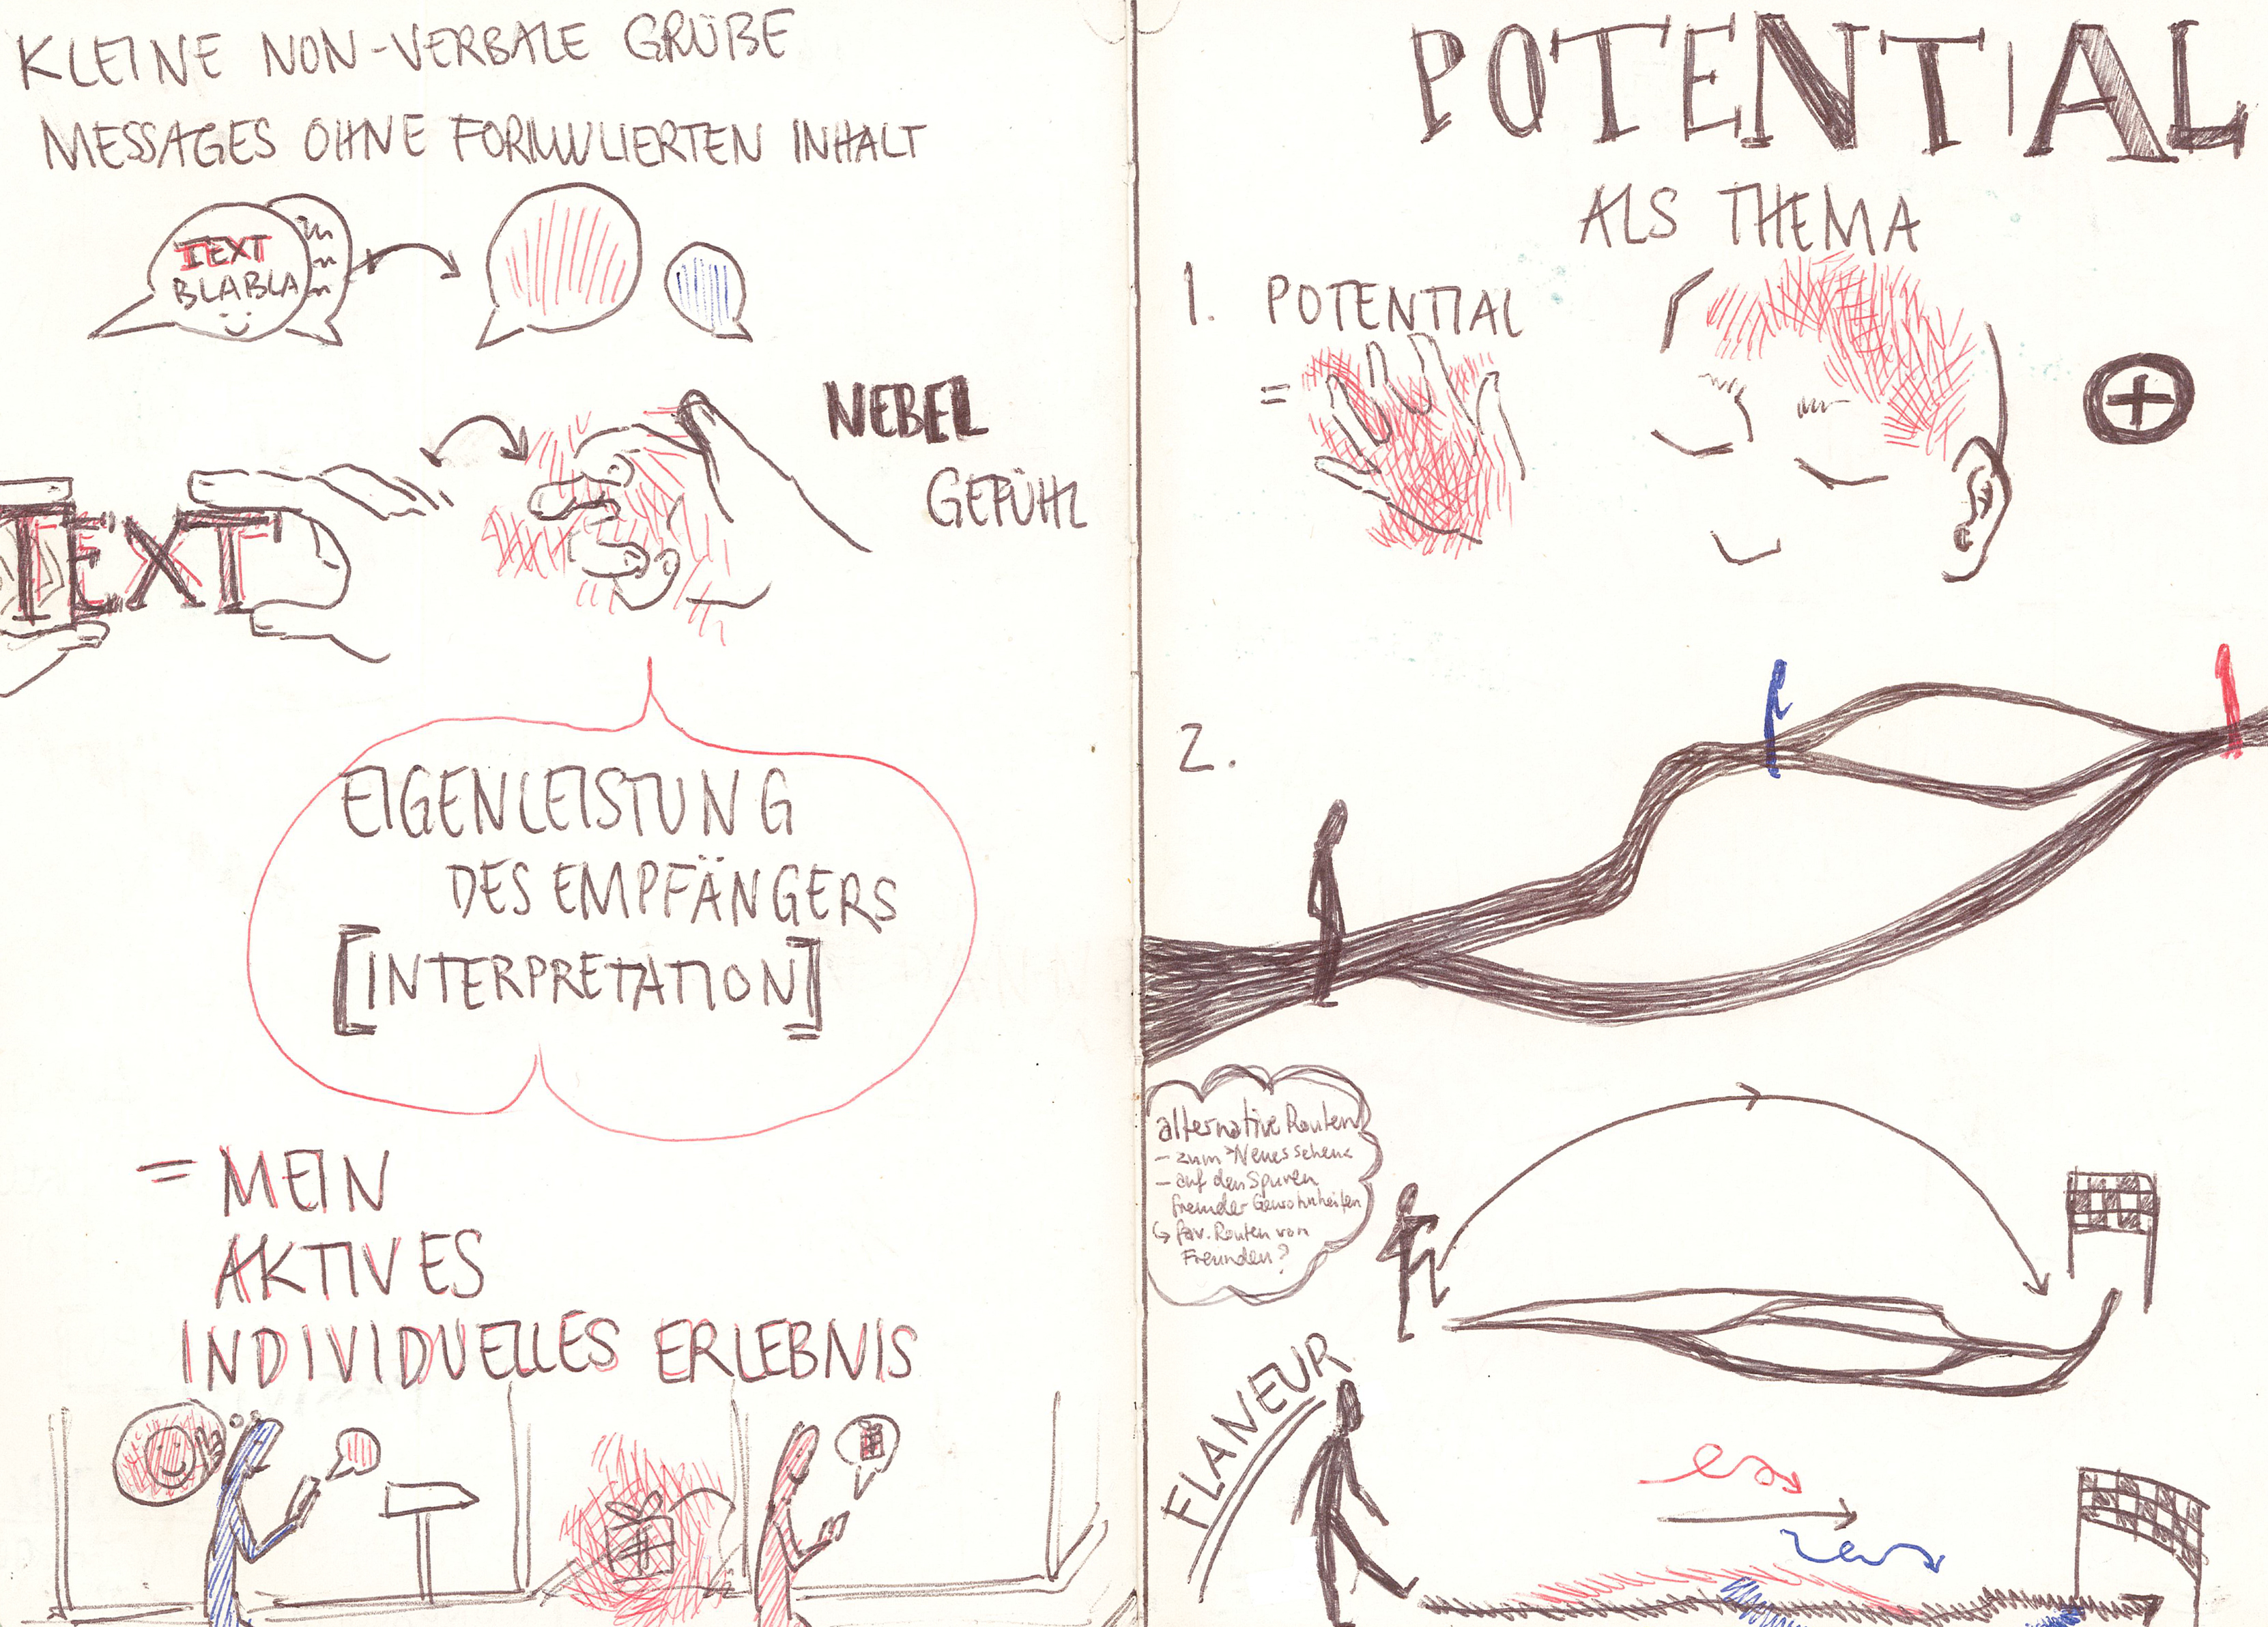 KLEINE NON-VERBALE GRÜßE
MESSAGES OHNE FORMULIERTEN INHALT
TEXT
BLABLA
NEBEL
GEFÜHL
TEXT
EIGENLEISTUNG
DES EMPFÄNGERS
[INTERPRETATION]
= MEIN
AKTIVES
INDIVIDUELLES ERLEBNIS
POTENTIAL
ALS THEMA
1. POTENTIAL
=
2.
alternative Routen
- zum >Neues sehen<
- auf den Spuren
fremder Gewohnheiten
↳ fav. Routen von
Freunden?
FLANEUR